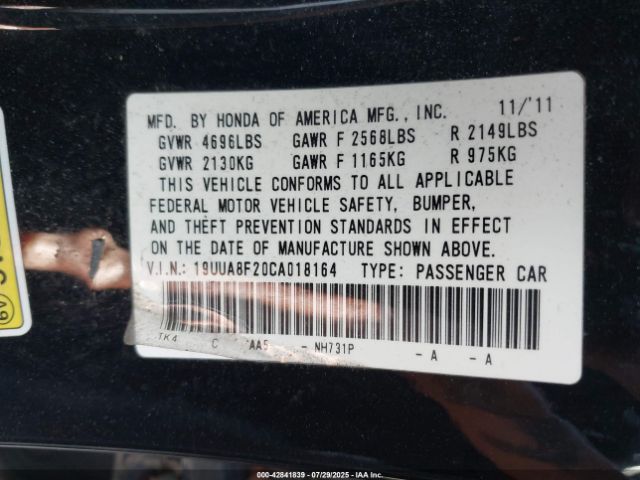 MFD. BY HONDA OF AMERICA MFG., INC. 11/'11
GVWR 4696LBS GAWR F 2568LBS R 2149LBS
GVWR 2130KG GAWR F 1165KG R 975KG
THIS VEHICLE CONFORMS TO ALL APPLICABLE
FEDERAL MOTOR VEHICLE SAFETY, BUMPER,
AND THEFT PREVENTION STANDARDS IN EFFECT
ON THE DATE OF MANUFACTURE SHOWN ABOVE.
V.I.N.: 19UUA8F20CA018164 TYPE: PASSENGER CAR
TK4 C AA5 - NH731P - A - A
000-42841839 - 07/29/2025 - IAA